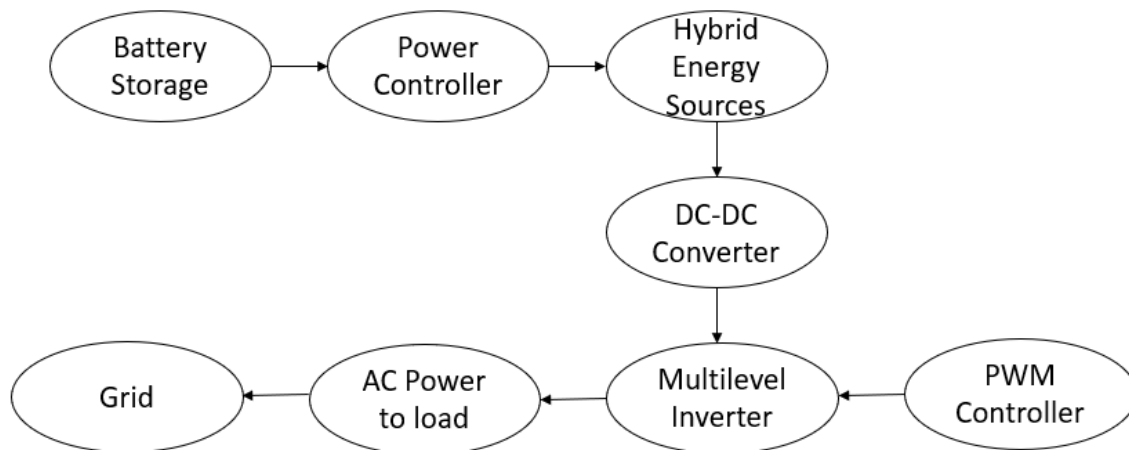 Battery
Storage
Power
Controller
Hybrid
Energy
Sources
DC-DC
Converter
Grid
AC Power
to load
Multilevel
Inverter
PWM
Controller